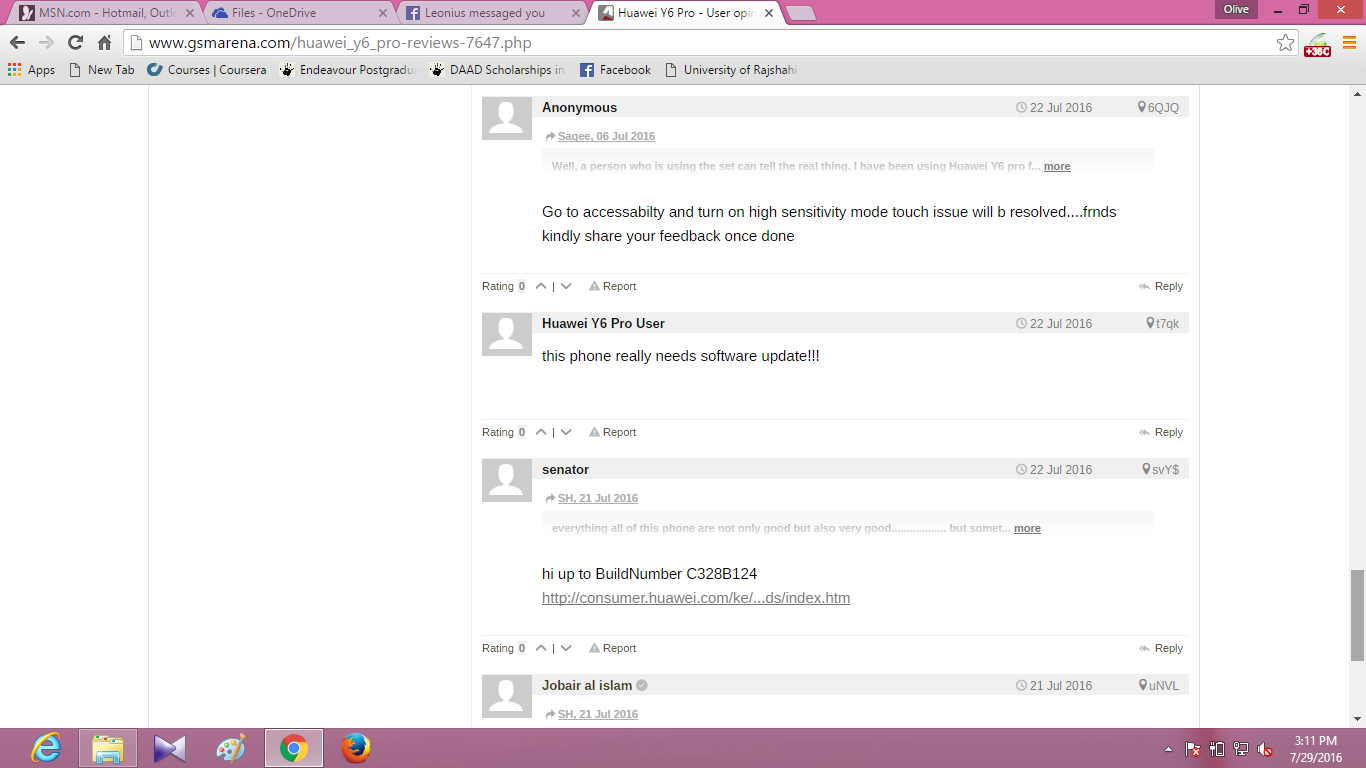 MSN.com - Hotmail, Outl
Files - OneDrive
Leonius messaged you
Huawei Y6 Pro - User opin
Olive
www.gsmarena.com/huawei_y6_pro-reviews-7647.php
+36C
Apps
New Tab
Courses | Coursera
Endeavour Postgradu
DAAD Scholarships in
Facebook
University of Rajshahi
Anonymous
22 Jul 2016
6QJQ
Saqee, 06 Jul 2016
Well, a person who is using the set can tell the real thing. I have been using Huawei Y6 pro f... more
Go to accessabilty and turn on high sensitivity mode touch issue will b resolved....frnds
kindly share your feedback once done
Rating 0 | Report
Reply
Huawei Y6 Pro User
22 Jul 2016
t7qk
this phone really needs software update!!!
Rating 0 | Report
Reply
senator
22 Jul 2016
svY$
SH, 21 Jul 2016
everything all of this phone are not only good but also very good.................. but somet... more
hi up to BuildNumber C328B124
http://consumer.huawei.com/ke/...ds/index.htm
Rating 0 | Report
Reply
Jobair al islam
21 Jul 2016
uNVL
SH, 21 Jul 2016
3:11 PM
7/29/2016